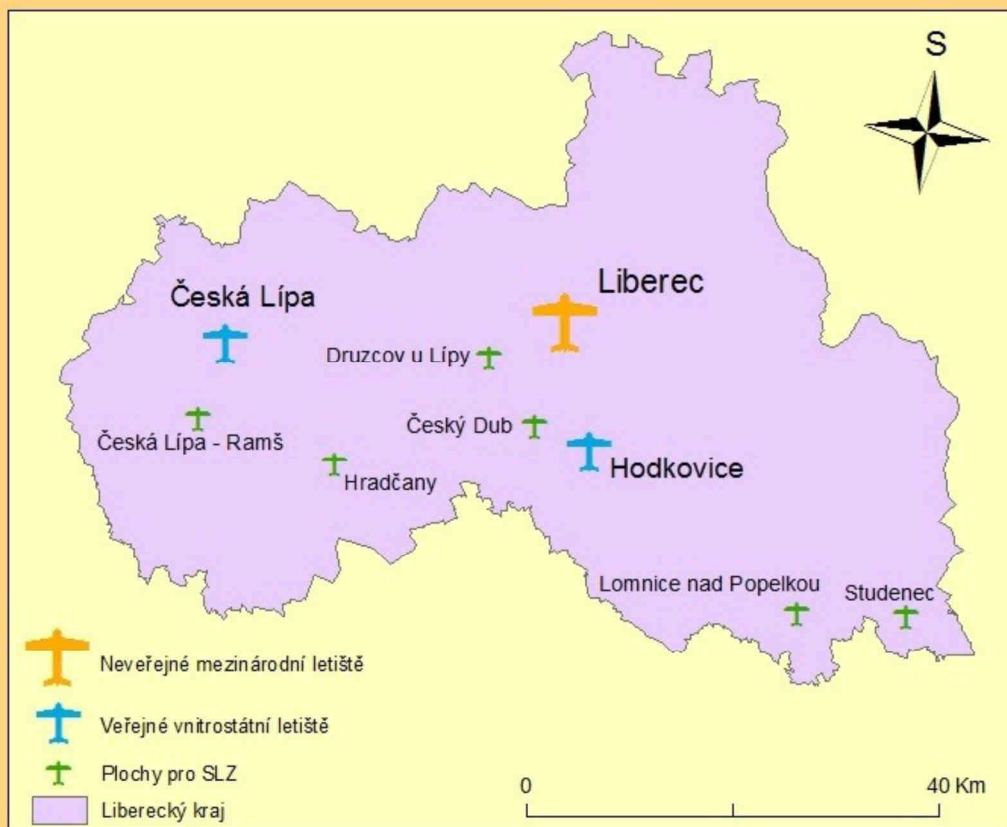 S
Česká Lípa
Liberec
Druzcov u Lípy
Český Dub
Česká Lípa - Ramš
Hradčany
Hodkovice
Lomnice nad Popelkou
Studenec
Neveřejné mezinárodní letiště
Veřejné vnitrostátní letiště
Plochy pro SLZ
Liberecký kraj
0 40 Km